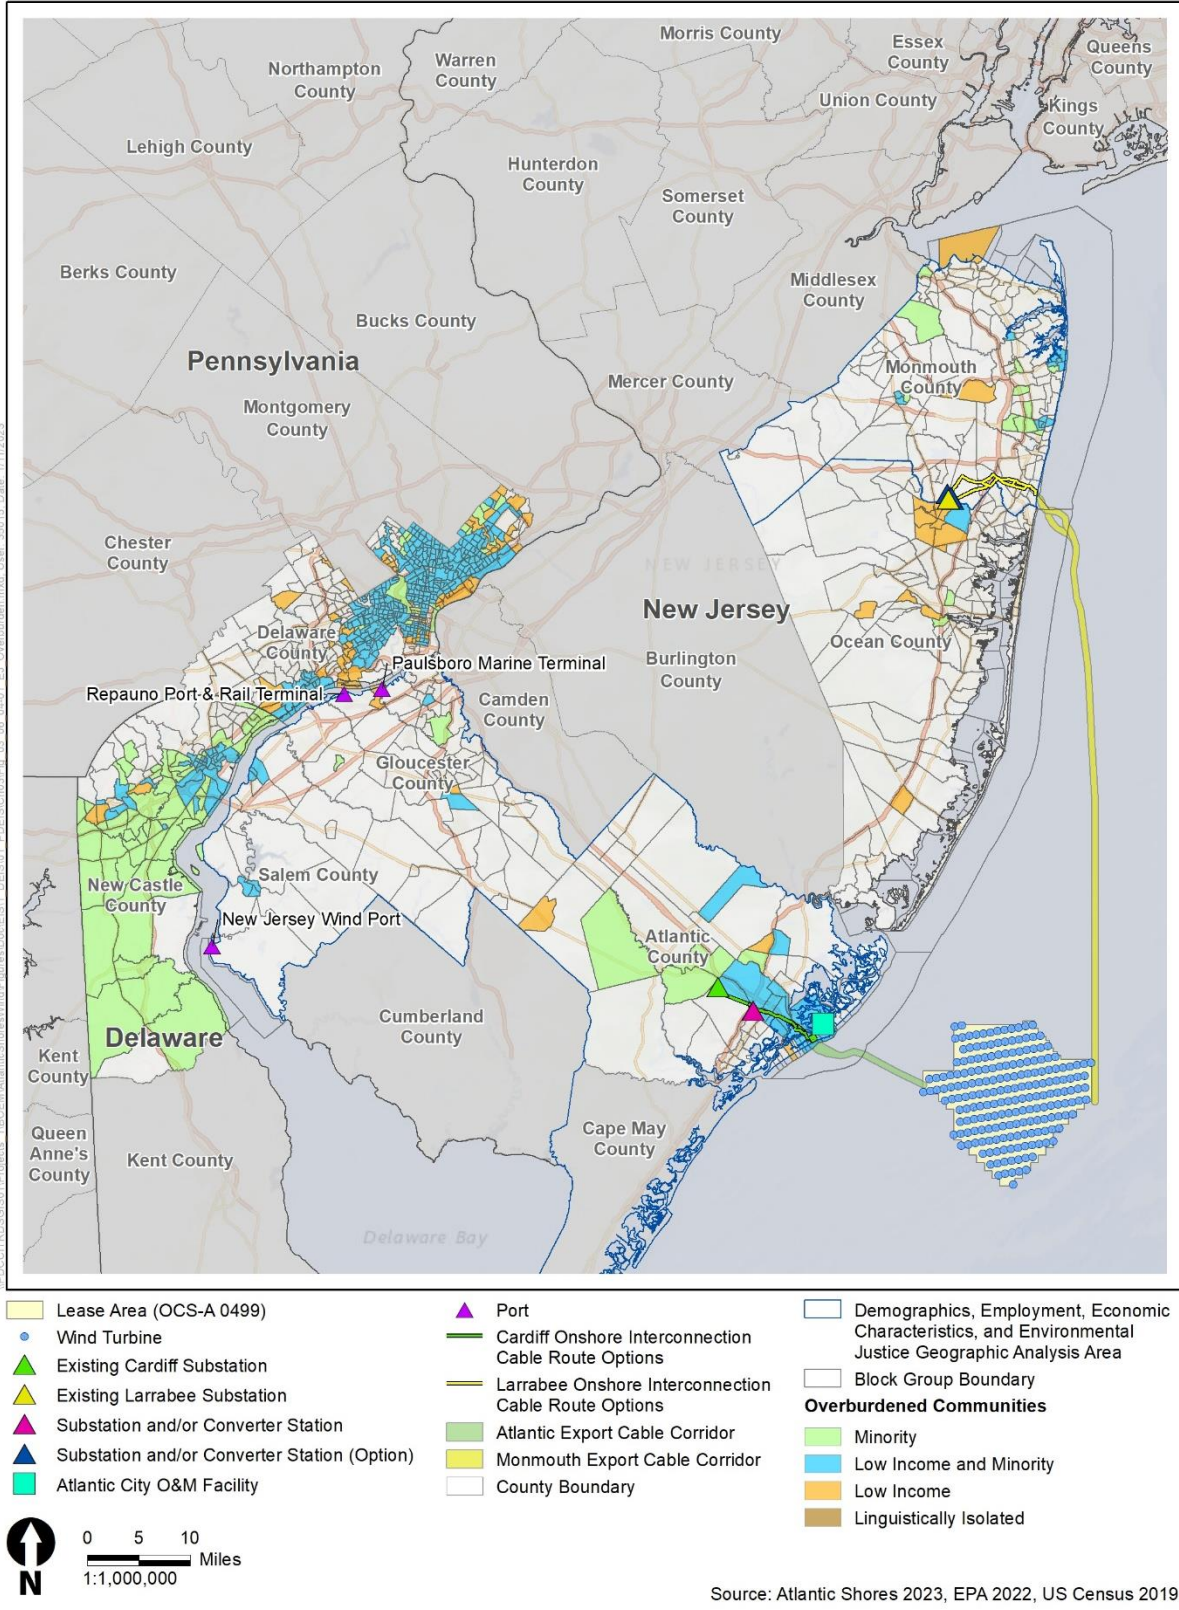 Morris County
Essex
County
Queens
County
Warren
County
Northampton
County
Union County
Kings
County
Lehigh County
Hunterdon
County
Somerset
County
Berks County
Middlesex
County
Bucks County
Pennsylvania
Monmouth
County
Mercer County
Montgomery
County
Chester
County
NEW JERSEY
New Jersey
Delaware
County
Ocean County
Paulsboro Marine Terminal
Burlington
County
Repauno Port & Rail Terminal
Camden
County
Gloucester
County
Salem County
New Castle
County
New Jersey Wind Port
Atlantic
County
Cumberland
County
Delaware
Kent
County
Cape May
County
Queen
Anne's
County
Kent County
Delaware Bay
Lease Area (OCS-A 0499)
Wind Turbine
Existing Cardiff Substation
Existing Larrabee Substation
Substation and/or Converter Station
Substation and/or Converter Station (Option)
Atlantic City O&M Facility
Port
Cardiff Onshore Interconnection
Cable Route Options
Larrabee Onshore Interconnection
Cable Route Options
Atlantic Export Cable Corridor
Monmouth Export Cable Corridor
County Boundary
Demographics, Employment, Economic
Characteristics, and Environmental
Justice Geographic Analysis Area
Block Group Boundary
Overburdened Communities
Minority
Low Income and Minority
Low Income
Linguistically Isolated
N
0 5 10
Miles
1:1,000,000
Source: Atlantic Shores 2023, EPA 2022, US Census 2019